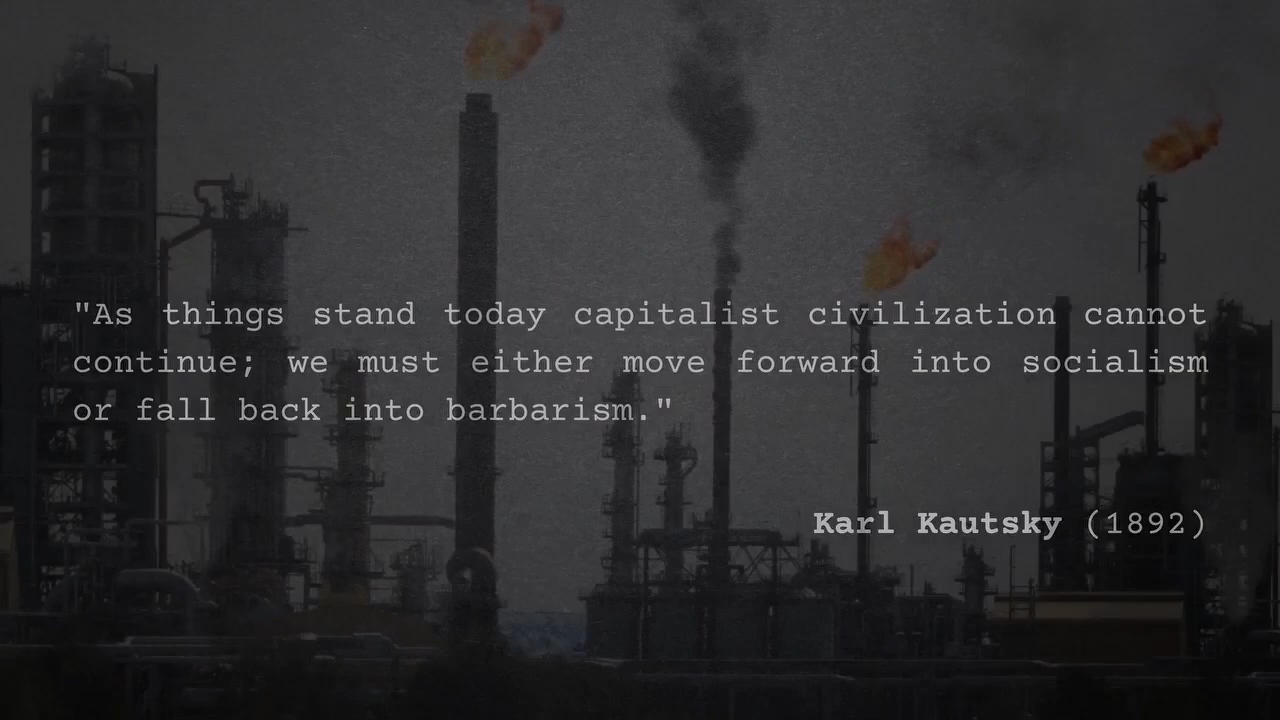 "As things stand today capitalist civilization cannot
continue; we must either move forward into socialism
or fall back into barbarism."
Karl Kautsky (1892)